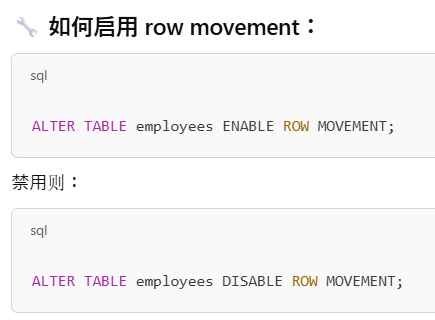 🔧 如何启用 row movement：
sql
ALTER TABLE employees ENABLE ROW MOVEMENT;
禁用则：
sql
ALTER TABLE employees DISABLE ROW MOVEMENT;